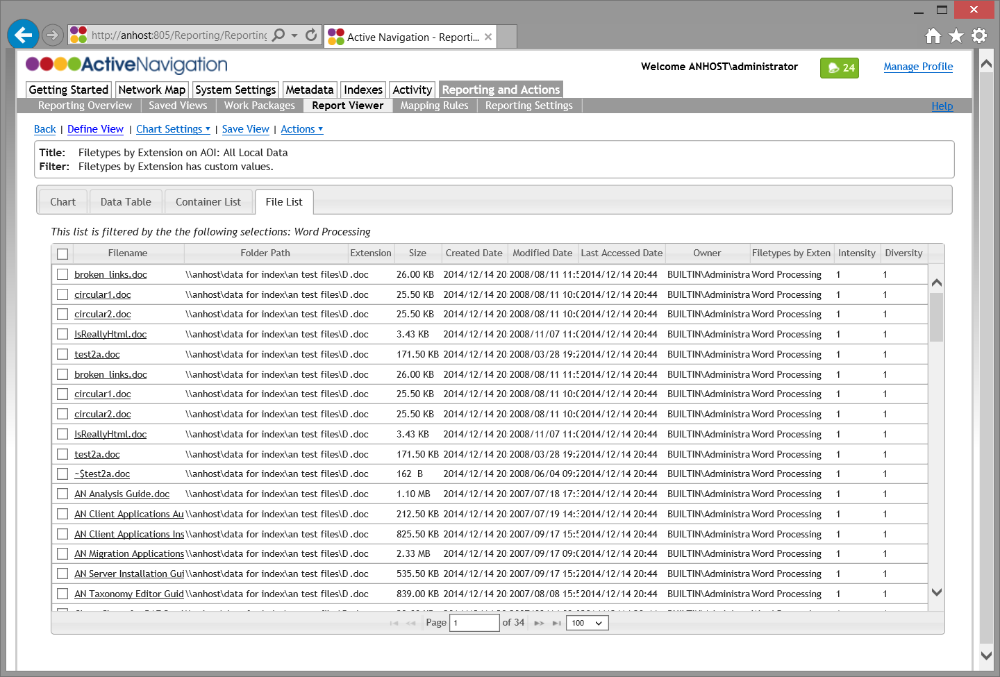 http://anhost:805/Reporting/Reporting
Active Navigation - Reporti...
ActiveNavigation
Welcome ANHOST\administrator
24
Manage Profile
Getting Started Network Map System Settings Metadata Indexes Activity Reporting and Actions
Reporting Overview Saved Views Work Packages Report Viewer Mapping Rules Reporting Settings Help
Back | Define View | Chart Settings | Save View | Actions
Title: Filetypes by Extension on AOI: All Local Data
Filter: Filetypes by Extension has custom values.
Chart Data Table Container List File List
This list is filtered by the the following selections: Word Processing
Filename Folder Path Extension Size Created Date Modified Date Last Accessed Date Owner Filetypes by Exten Intensity Diversity
broken_links.doc \\anhost\data for index\an test files\D .doc 26.00 KB 2014/12/14 20: 2008/08/11 11:5 2014/12/14 20:44 BUILTIN\Administra Word Processing 1 1
circular1.doc \\anhost\data for index\an test files\D .doc 25.50 KB 2014/12/14 20: 2008/08/11 10:0 2014/12/14 20:44 BUILTIN\Administra Word Processing 1 1
circular2.doc \\anhost\data for index\an test files\D .doc 25.50 KB 2014/12/14 20: 2008/08/11 10:0 2014/12/14 20:44 BUILTIN\Administra Word Processing 1 1
IsReallyHtml.doc \\anhost\data for index\an test files\D .doc 3.43 KB 2014/12/14 20: 2008/11/07 11:0 2014/12/14 20:44 BUILTIN\Administra Word Processing 1 1
test2a.doc \\anhost\data for index\an test files\D .doc 171.50 KB 2014/12/14 20: 2008/03/28 19:2 2014/12/14 20:44 BUILTIN\Administra Word Processing 1 1
broken_links.doc \\anhost\data for index\an test files\D .doc 26.00 KB 2014/12/14 20: 2008/08/11 11:5 2014/12/14 20:44 BUILTIN\Administra Word Processing 1 1
circular1.doc \\anhost\data for index\an test files\D .doc 25.50 KB 2014/12/14 20: 2008/08/11 10:0 2014/12/14 20:44 BUILTIN\Administra Word Processing 1 1
circular2.doc \\anhost\data for index\an test files\D .doc 25.50 KB 2014/12/14 20: 2008/08/11 10:0 2014/12/14 20:44 BUILTIN\Administra Word Processing 1 1
IsReallyHtml.doc \\anhost\data for index\an test files\D .doc 3.43 KB 2014/12/14 20: 2008/11/07 11:0 2014/12/14 20:44 BUILTIN\Administra Word Processing 1 1
test2a.doc \\anhost\data for index\an test files\D .doc 171.50 KB 2014/12/14 20: 2008/03/28 19:2 2014/12/14 20:44 BUILTIN\Administra Word Processing 1 1
~$test2a.doc \\anhost\data for index\an test files\D .doc 162 B 2014/12/14 20: 2008/06/04 09:2 2014/12/14 20:44 BUILTIN\Administra Word Processing 1 1
AN Analysis Guide.doc \\anhost\data for index\an test files\D .doc 1.10 MB 2014/12/14 20: 2007/07/18 17:3 2014/12/14 20:44 BUILTIN\Administra Word Processing 1 1
AN Client Applications Au \\anhost\data for index\an test files\D .doc 212.50 KB 2014/12/14 20: 2007/07/19 14:3 2014/12/14 20:44 BUILTIN\Administra Word Processing 1 1
AN Client Applications Ins \\anhost\data for index\an test files\D .doc 825.50 KB 2014/12/14 20: 2007/09/17 15:5 2014/12/14 20:44 BUILTIN\Administra Word Processing 1 1
AN Migration Applications \\anhost\data for index\an test files\D .doc 2.33 MB 2014/12/14 20: 2007/09/17 09:0 2014/12/14 20:44 BUILTIN\Administra Word Processing 1 1
AN Server Installation Gui \\anhost\data for index\an test files\D .doc 535.50 KB 2014/12/14 20: 2007/09/17 15:2 2014/12/14 20:44 BUILTIN\Administra Word Processing 1 1
AN Taxonomy Editor Guid \\anhost\data for index\an test files\D .doc 839.00 KB 2014/12/14 20: 2007/08/08 15:5 2014/12/14 20:44 BUILTIN\Administra Word Processing 1 1
Page 1 of 34 100